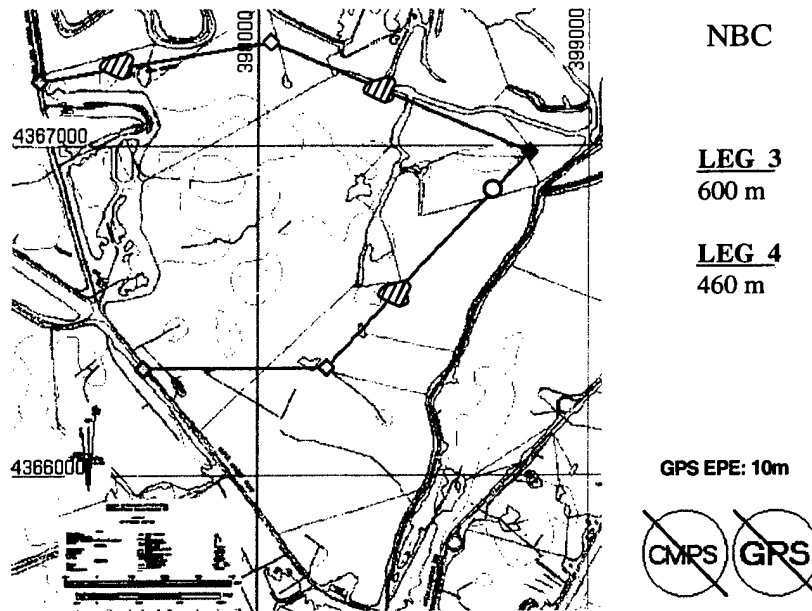 398000
399000
4367000
4366000
NBC
LEG 3
600 m
LEG 4
460 m
GPS EPE: 10m
CMPS
GPS